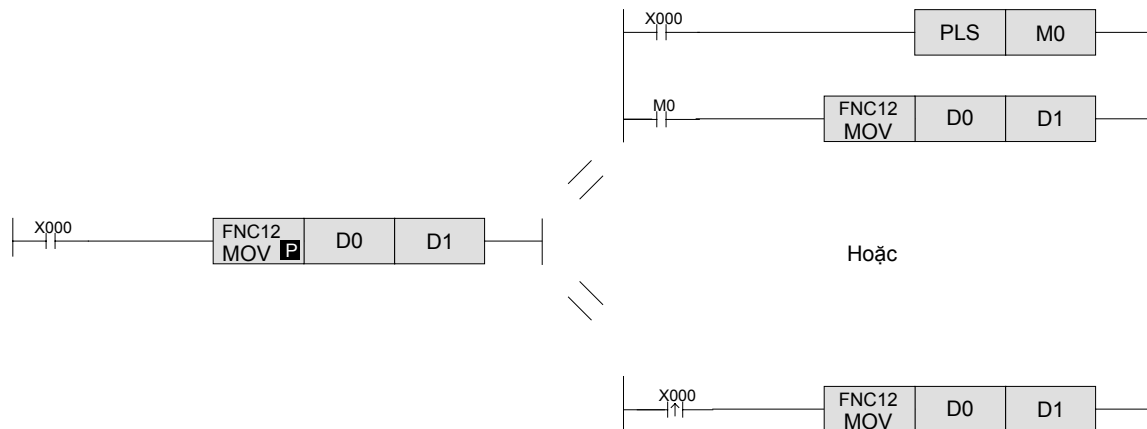 X000
PLS M0
M0
FNC12
MOV D0 D1
X000
FNC12
MOV P D0 D1
Hoặc
X000
FNC12
MOV D0 D1